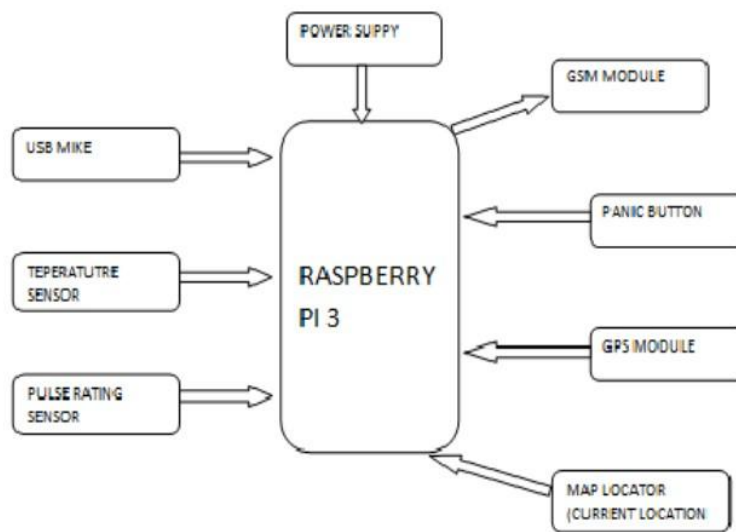 POWER SUPPY
GSM MODULE
USB MIKE
PANIC BUTTON
TEPERATUTRE
SENSOR
RASPBERRY
PI 3
GPS MODULE
PULSE RATING
SENSOR
MAP LOCATOR
(CURRENT LOCATION